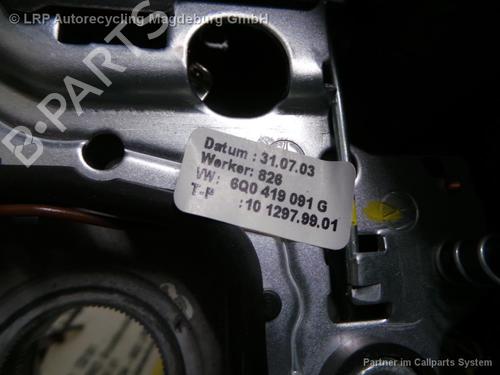 LRP Autorecycling Magdeburg GmbH
B-PARTS
Datum : 31.07.03
Werker: 826
VW: 6Q0 419 091 G
T-P :10 1297.99.01
Partner im Callparts System